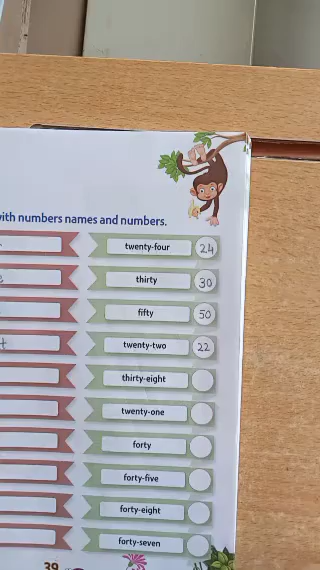 with numbers names and numbers.
twenty-four 24
thirty 30
fifty 50
twenty-two 22
thirty-eight
twenty-one
forty
forty-five
forty-eight
forty-seven
39